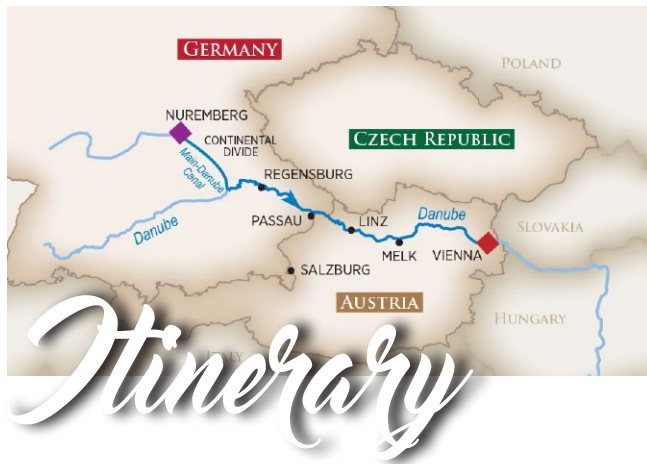 GERMANY
POLAND
NUREMBERG
CONTINENTAL
DIVIDE
CZECH REPUBLIC
Main-Danube
Canal
REGENSBURG
PASSAU
LINZ
Danube
Danube
SLOVAKIA
MELK
VIENNA
SALZBURG
AUSTRIA
HUNGARY
ITALY
Itinerary